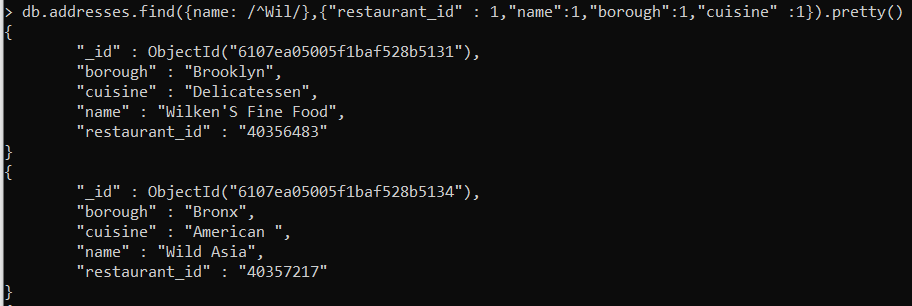 > db.addresses.find({name: /^Wil/},{"restaurant_id" : 1,"name":1,"borough":1,"cuisine" :1}).pretty()
{
        "_id" : ObjectId("6107ea05005f1baf528b5131"),
        "borough" : "Brooklyn",
        "cuisine" : "Delicatessen",
        "name" : "Wilken'S Fine Food",
        "restaurant_id" : "40356483"
}
{
        "_id" : ObjectId("6107ea05005f1baf528b5134"),
        "borough" : "Bronx",
        "cuisine" : "American ",
        "name" : "Wild Asia",
        "restaurant_id" : "40357217"
}